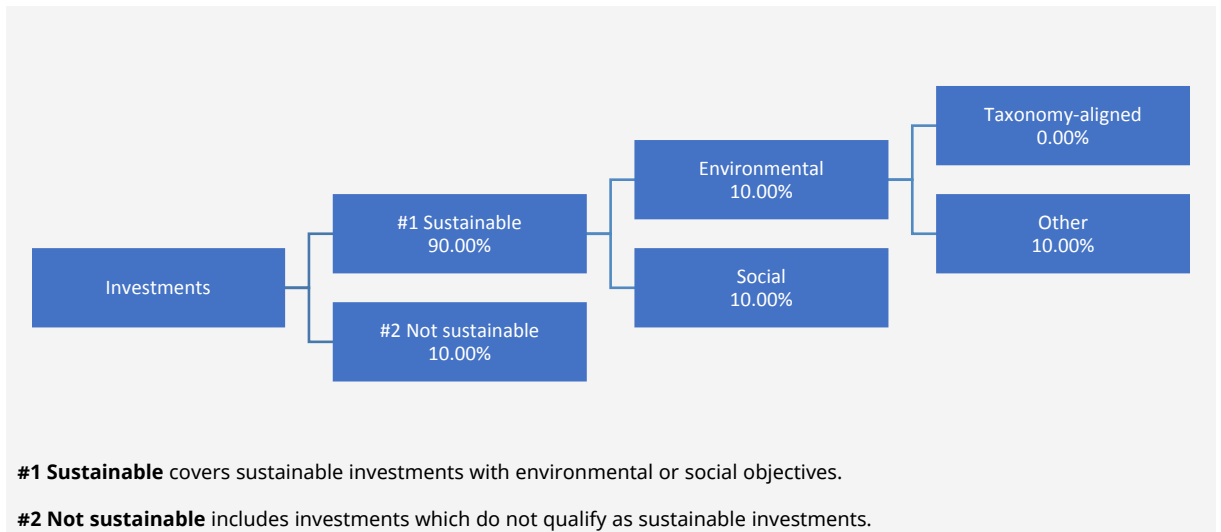 Investments
#1 Sustainable
90.00%
#2 Not sustainable
10.00%
Environmental
10.00%
Social
10.00%
Taxonomy-aligned
0.00%
Other
10.00%
#1 Sustainable covers sustainable investments with environmental or social objectives.
#2 Not sustainable includes investments which do not qualify as sustainable investments.